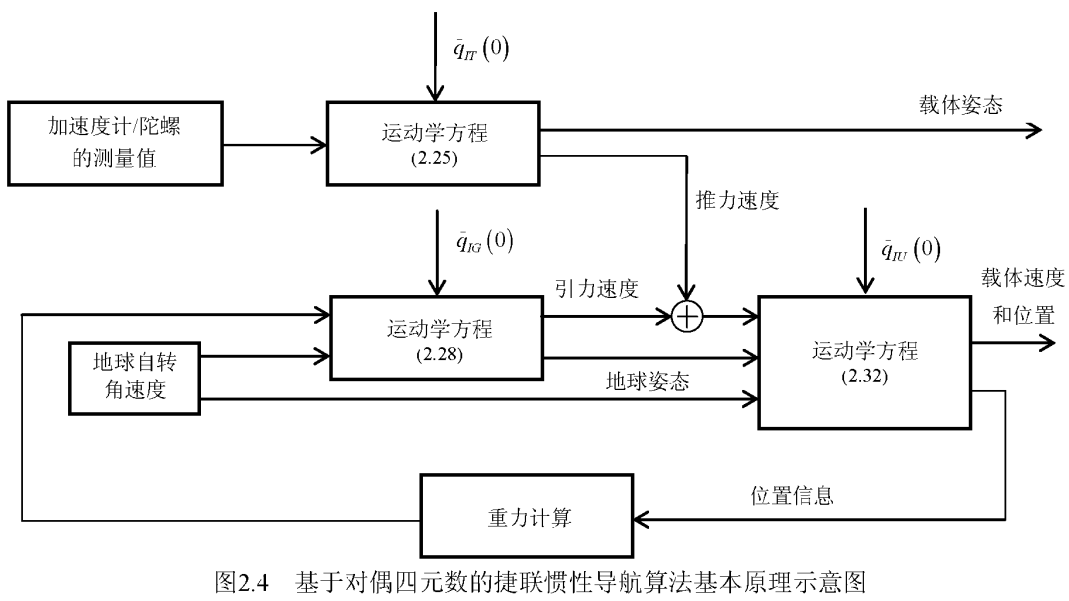 q̄_IT(0)
加速度计/陀螺
的测量值
运动学方程
(2.25)
载体姿态
推力速度
q̄_IG(0)
q̄_IU(0)
引力速度
载体速度
和位置
运动学方程
(2.28)
运动学方程
(2.32)
地球自转
角速度
地球姿态
重力计算
位置信息
图2.4 基于对偶四元数的捷联惯性导航算法基本原理示意图